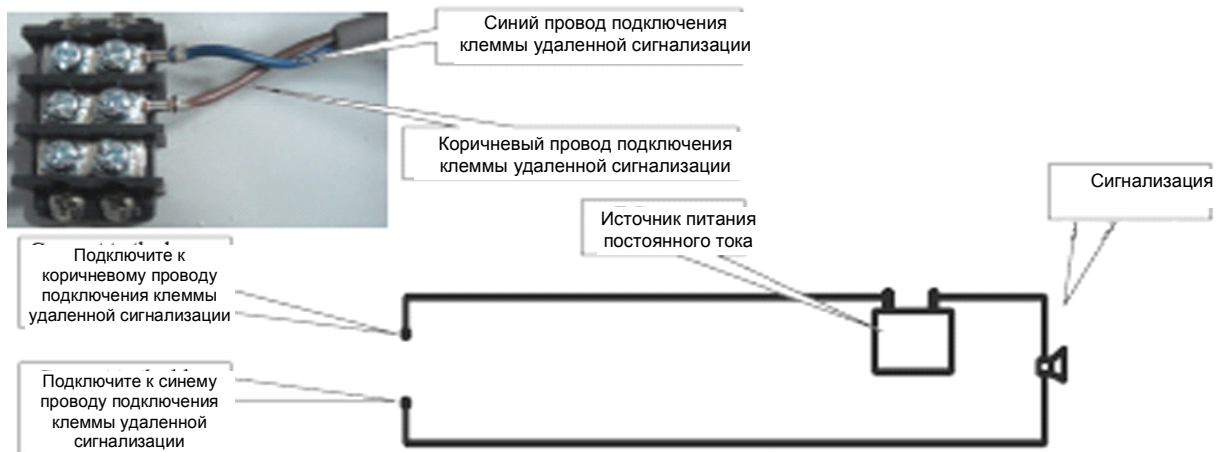 Синий провод подключения
клеммы удаленной сигнализации
Коричневый провод подключения
клеммы удаленной сигнализации
Сигнализация
Источник питания
постоянного тока
Подключите к
коричневому проводу
подключения клеммы
удаленной сигнализации
Подключите к синему
проводу подключения
клеммы удаленной
сигнализации